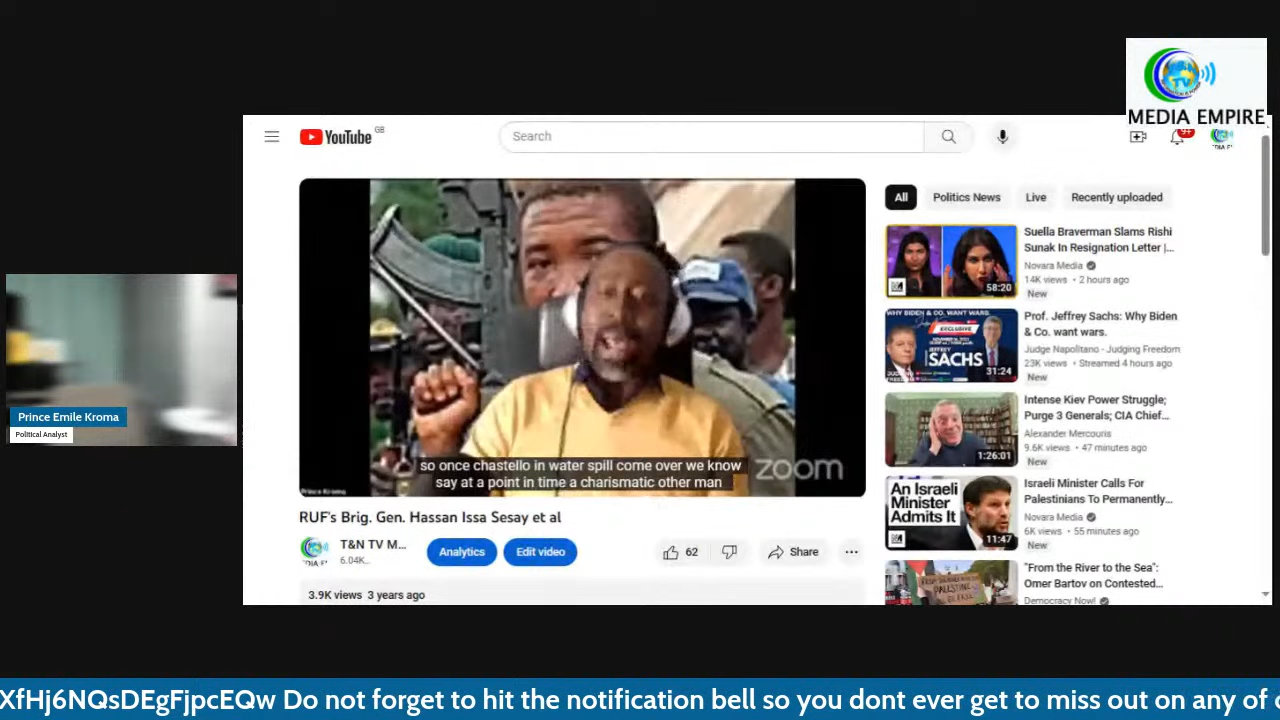 MEDIA EMPIRE
YouTube GB
Search
9+
All
Politics News
Live
Recently uploaded
so once chastello in water spill come over we know
say at a point in time a charismatic other man
zoom
RUF's Brig. Gen. Hassan Issa Sesay et al
T&N TV M...
6.04K...
Analytics
Edit video
62
Share
3.9K views 3 years ago
Suella Braverman Slams Rishi
Sunak In Resignation Letter |...
Novara Media
14K views • 2 hours ago
New
58:20
WHY BIDEN & CO. WANT WARS.
EXCLUSIVE
JEFFREY
SACHS
31:24
Prof. Jeffrey Sachs: Why Biden
& Co. want wars.
Judge Napolitano - Judging Freedom
23K views • Streamed 4 hours ago
New
1:26:01
Intense Kiev Power Struggle;
Purge 3 Generals; CIA Chief...
Alexander Mercouris
9.6K views • 47 minutes ago
New
An Israeli
Minister
Admits It
11:47
Israeli Minister Calls For
Palestinians To Permanently...
Novara Media
6K views • 55 minutes ago
New
"From the River to the Sea":
Omer Bartov on Contested...
Democracy Now!
Prince Emile Kroma
Political Analyst
XfHj6NQsDEgFjpcEQw Do not forget to hit the notification bell so you dont ever get to miss out on any of